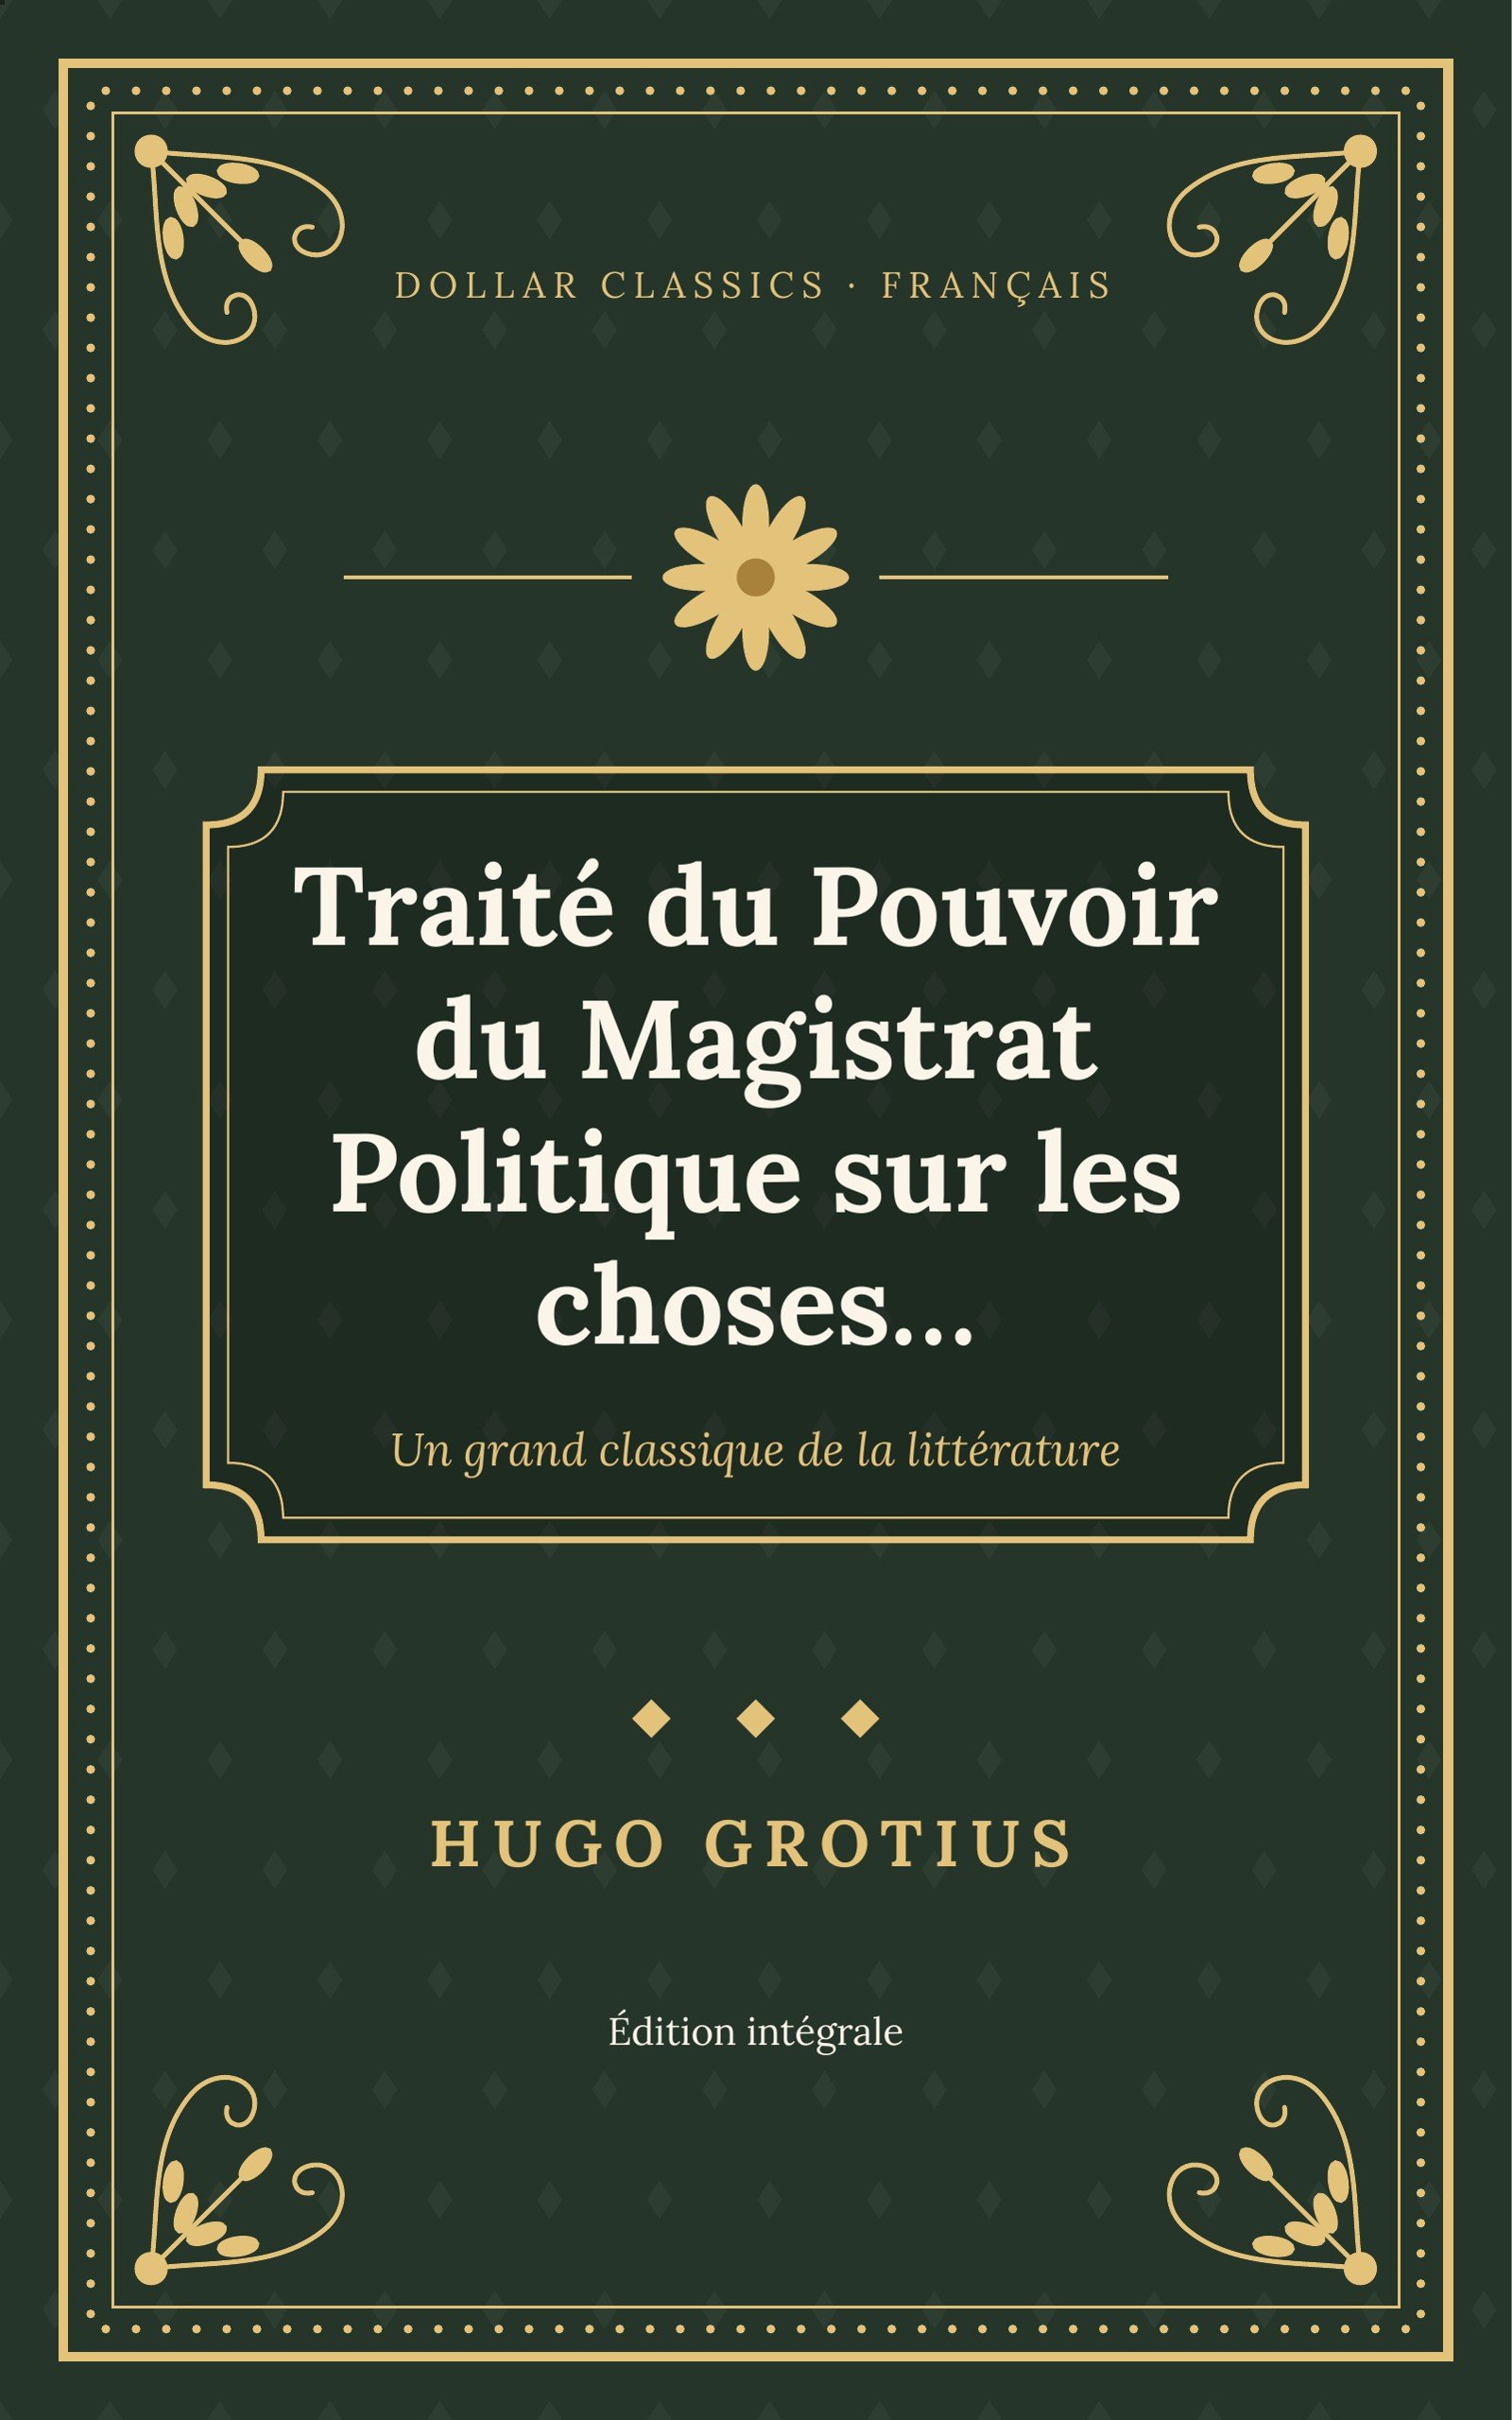 DOLLAR CLASSICS · FRANÇAIS
Traité du Pouvoir
du Magistrat
Politique sur les
choses...
Un grand classique de la littérature
HUGO GROTIUS
Édition intégrale